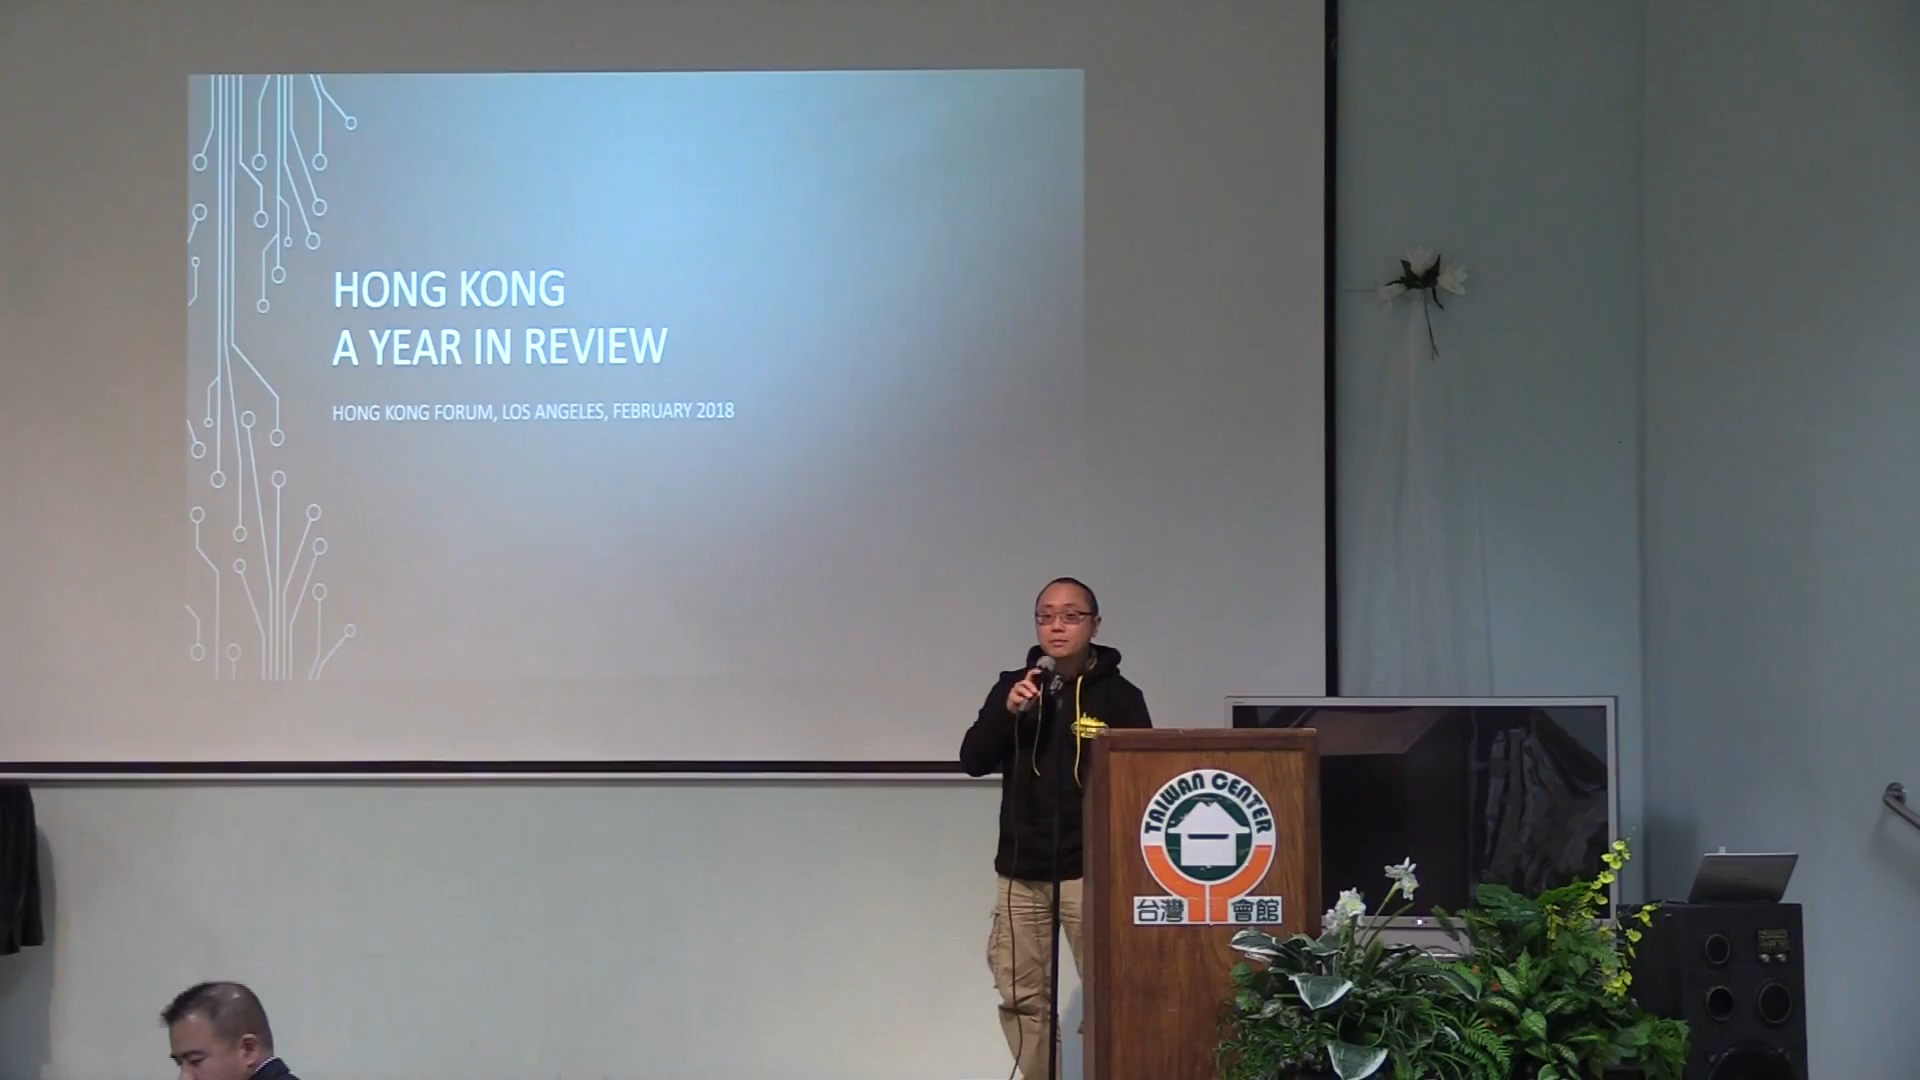 HONG KONG
A YEAR IN REVIEW
HONG KONG FORUM, LOS ANGELES, FEBRUARY 2018
TAIWAN CENTER
台灣 會館